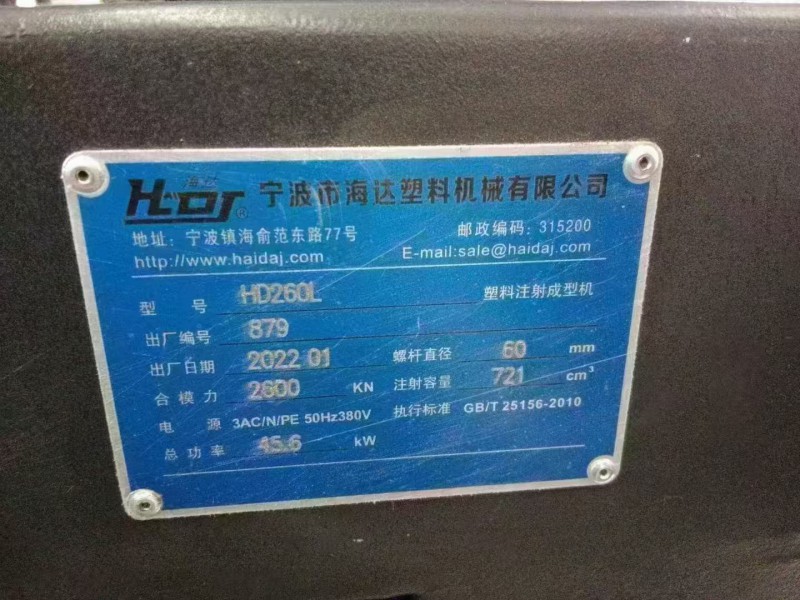 海达
HDJ® 宁波市海达塑料机械有限公司
地址: 宁波镇海俞范东路77号 邮政编码: 315200
http://www.haidaj.com E-mail:sale@haidaj.com
型 号 HD260L 塑料注射成型机
出厂编号 879
出厂日期 2022 01 螺杆直径 60 mm
合模力 2600 KN 注射容量 721 cm³
电 源 3AC/N/PE 50Hz380V 执行标准 GB/T 25156-2010
总功率 45.6 kW